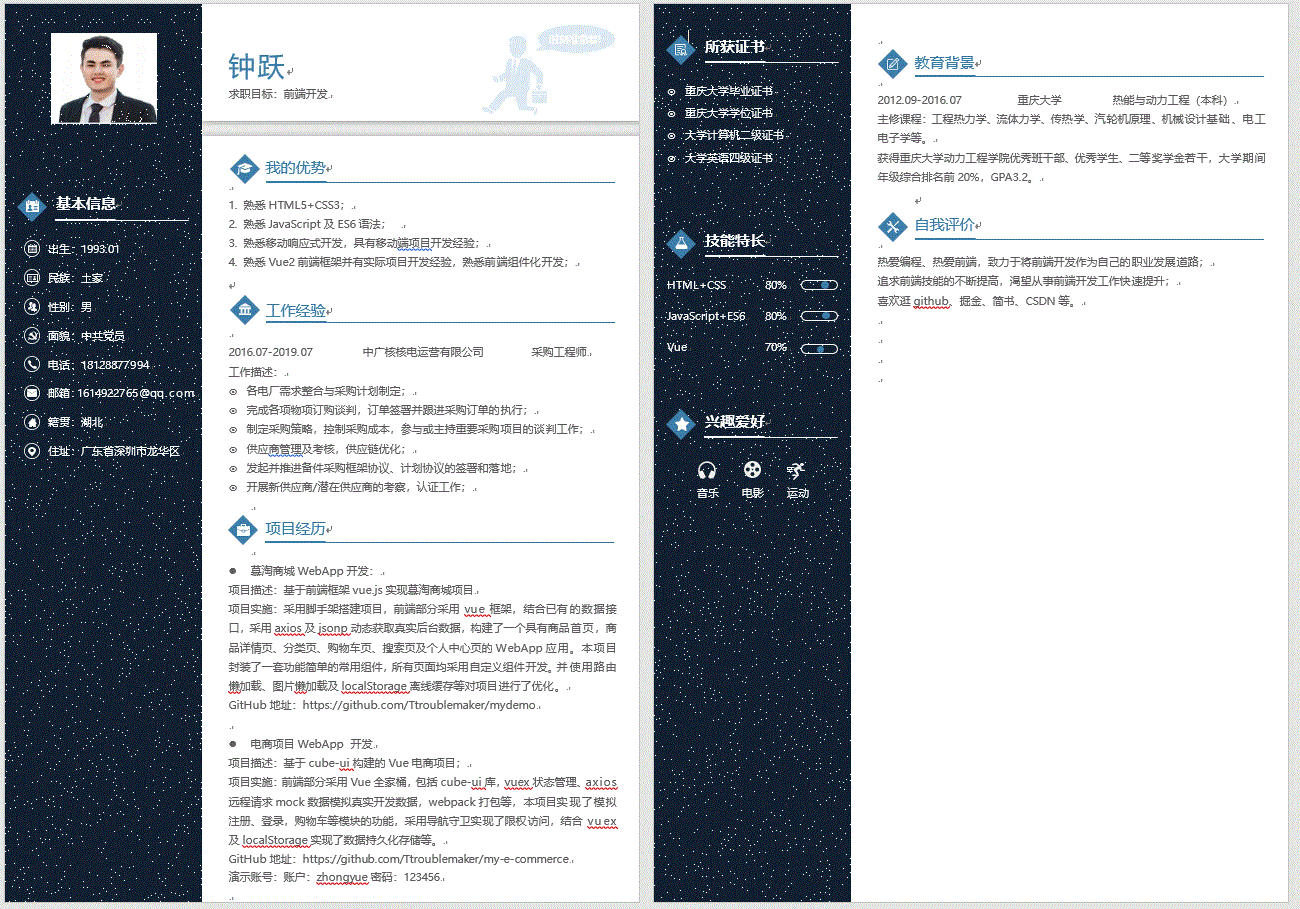 基本信息
出生：1993.01
民族：土家
性别：男
面貌：中共党员
电话：18128877994
邮箱：1614922765@qq.com
籍贯：湖北
住址：广东省深圳市龙华区
钟跃
求职目标：前端开发
我的优势
1. 熟悉 HTML5+CSS3；
2. 熟悉 JavaScript 及 ES6 语法；
3. 熟悉移动响应式开发，具有移动端项目开发经验；
4. 熟悉 Vue2 前端框架并有实际项目开发经验，熟悉前端组件化开发；
工作经验
2016.07-2019.07 中广核核电运营有限公司 采购工程师
工作描述：
各电厂需求整合与采购计划制定；
完成各项物项订购谈判，订单签署并跟进采购订单的执行；
制定采购策略，控制采购成本，参与或主持重要采购项目的谈判工作；
供应商管理及考核，供应链优化；
发起并推进备件采购框架协议、计划协议的签署和落地；
开展新供应商/潜在供应商的考察，认证工作；
项目经历
● 墓淘商城 WebApp 开发：
项目描述：基于前端框架 vue.js 实现墓淘商城项目
项目实施：采用脚手架搭建项目，前端部分采用 vue 框架，结合已有的数据接
口，采用 axios 及 jsonp 动态获取真实后台数据，构建了一个具有商品首页，商
品详情页、分类页、购物车页、搜索页及个人中心页的 WebApp 应用。本项目
封装了一套功能简单的常用组件，所有页面均采用自定义组件开发。并使用路由
懒加载、图片懒加载及 localStorage 离线缓存等对项目进行了优化。
GitHub 地址：https://github.com/Ttroublemaker/mydemo
● 电商项目 WebApp 开发
项目描述：基于 cube-ui 构建的 Vue 电商项目；
项目实施：前端部分采用 Vue 全家桶，包括 cube-ui 库，vuex 状态管理、axios
远程请求 mock 数据模拟真实开发数据，webpack 打包等，本项目实现了模拟
注册、登录，购物车等模块的功能，采用导航守卫实现了限权访问，结合 vuex
及 localStorage 实现了数据持久化存储等。
GitHub 地址：https://github.com/Ttroublemaker/my-e-commerce
演示账号：账户：zhongyue 密码：123456
所获证书
重庆大学毕业证书
重庆大学学位证书
大学计算机二级证书
大学英语四级证书
技能特长
HTML+CSS 80%
JavaScript+ES6 80%
Vue 70%
兴趣爱好
音乐 电影 运动
教育背景
2012.09-2016.07 重庆大学 热能与动力工程（本科）
主修课程：工程热力学、流体力学、传热学、汽轮机原理、机械设计基础、电工
电子学等。
获得重庆大学动力工程学院优秀班干部、优秀学生、二等奖学金若干，大学期间
年级综合排名前 20%，GPA3.2。
自我评价
热爱编程、热爱前端，致力于将前端开发作为自己的职业发展道路；
追求前端技能的不断提高，渴望从事前端开发工作快速提升；
喜欢逛 github、掘金、简书、CSDN 等。